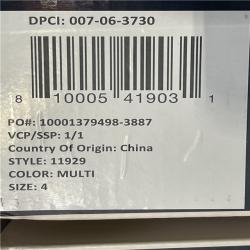 DPCI: 007-06-3730
8 10005 41903 1
PO#: 10001379498-3887
VCP/SSP: 1/1
Country Of Origin: China
STYLE: 11929
COLOR: MULTI
SIZE: 4